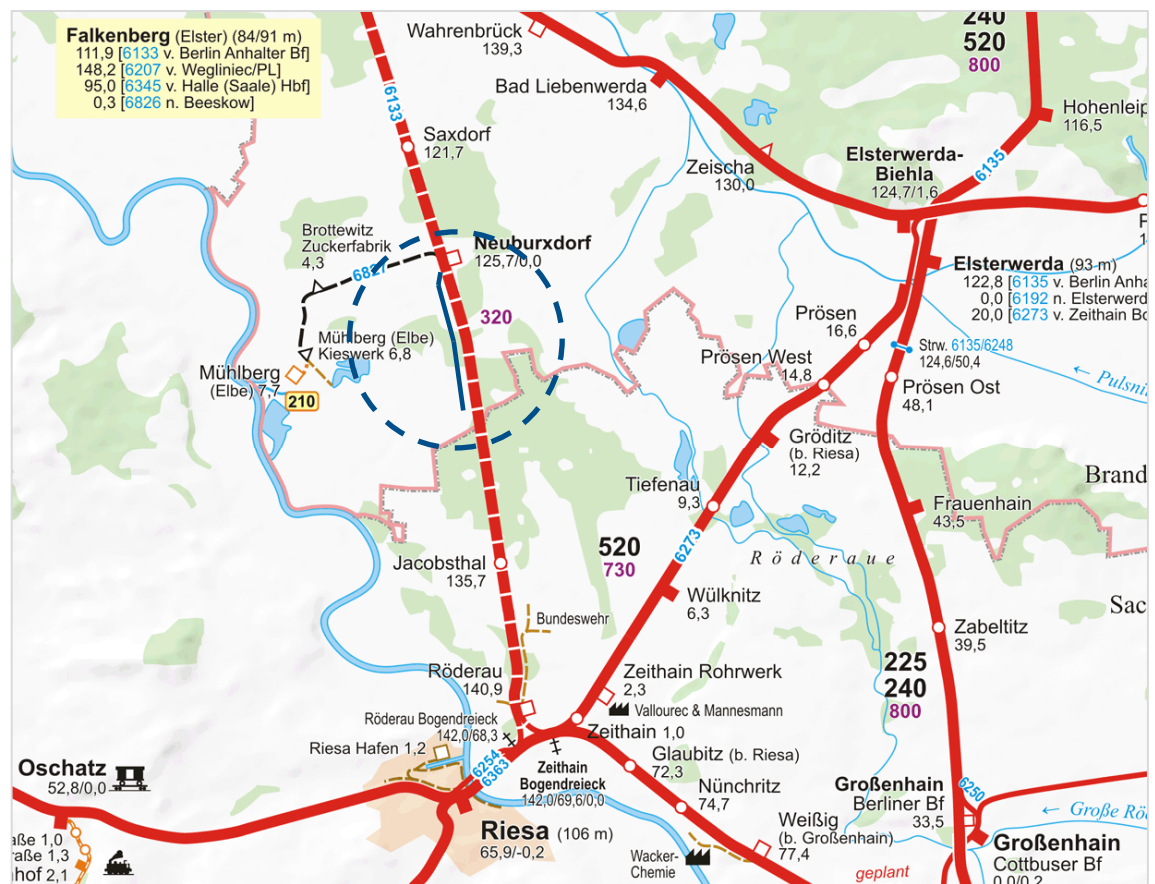 Falkenberg (Elster) (84/91 m)
111,9 [6133 v. Berlin Anhalter Bf]
148,2 [6207 v. Wegliniec/PL]
95,0 [6345 v. Halle (Saale) Hbf]
0,3 [6826 n. Beeskow]
Wahrenbrück
139,3
240
520
800
Bad Liebenwerda
134,6
6133
Hohenleip
116,5
Saxdorf
121,7
Zeischa
130,0
Elsterwerda-
Biehla
124,7/1,6
6135
Brottewitz
Zuckerfabrik
4,3
6827
Neuburxdorf
125,7/0,0
Elsterwerda (93 m)
122,8 [6135 v. Berlin Anha
0,0 [6192 n. Elsterwerd
20,0 [6273 v. Zeithain Bo
320
Prösen
16,6
Mühlberg (Elbe)
Kieswerk 6,8
Strw. 6135/6248
124,6/50,4
Prösen West
14,8
Mühlberg
(Elbe) 7,7
210
Prösen Ost
48,1
← Pulsni
Gröditz
(b. Riesa)
12,2
Brand
Tiefenau
9,3
Frauenhain
43,5
6273
520
730
Röderaue
Jacobsthal
135,7
Wülknitz
6,3
Sac
Bundeswehr
Zabeltitz
39,5
225
240
800
Röderau
140,9
Zeithain Rohrwerk
2,3
Vallourec & Mannesmann
Röderau Bogendreieck
142,0/68,3
Zeithain 1,0
Riesa Hafen 1,2
6254
6363
Glaubitz (b. Riesa)
72,3
Zeithain
Bogendreieck
142,0/69,6/0,0
Oschatz
52,8/0,0
Nünchritz
74,7
Großenhain
Berliner Bf
33,5
6250
← Große Rö
Riesa (106 m)
65,9/-0,2
Weißig
(b. Großenhain)
77,4
Großenhain
Cottbuser Bf
0,0/0,2
aße 1,0
raße 1,3
hof 2,1
Wacker-
Chemie
geplant